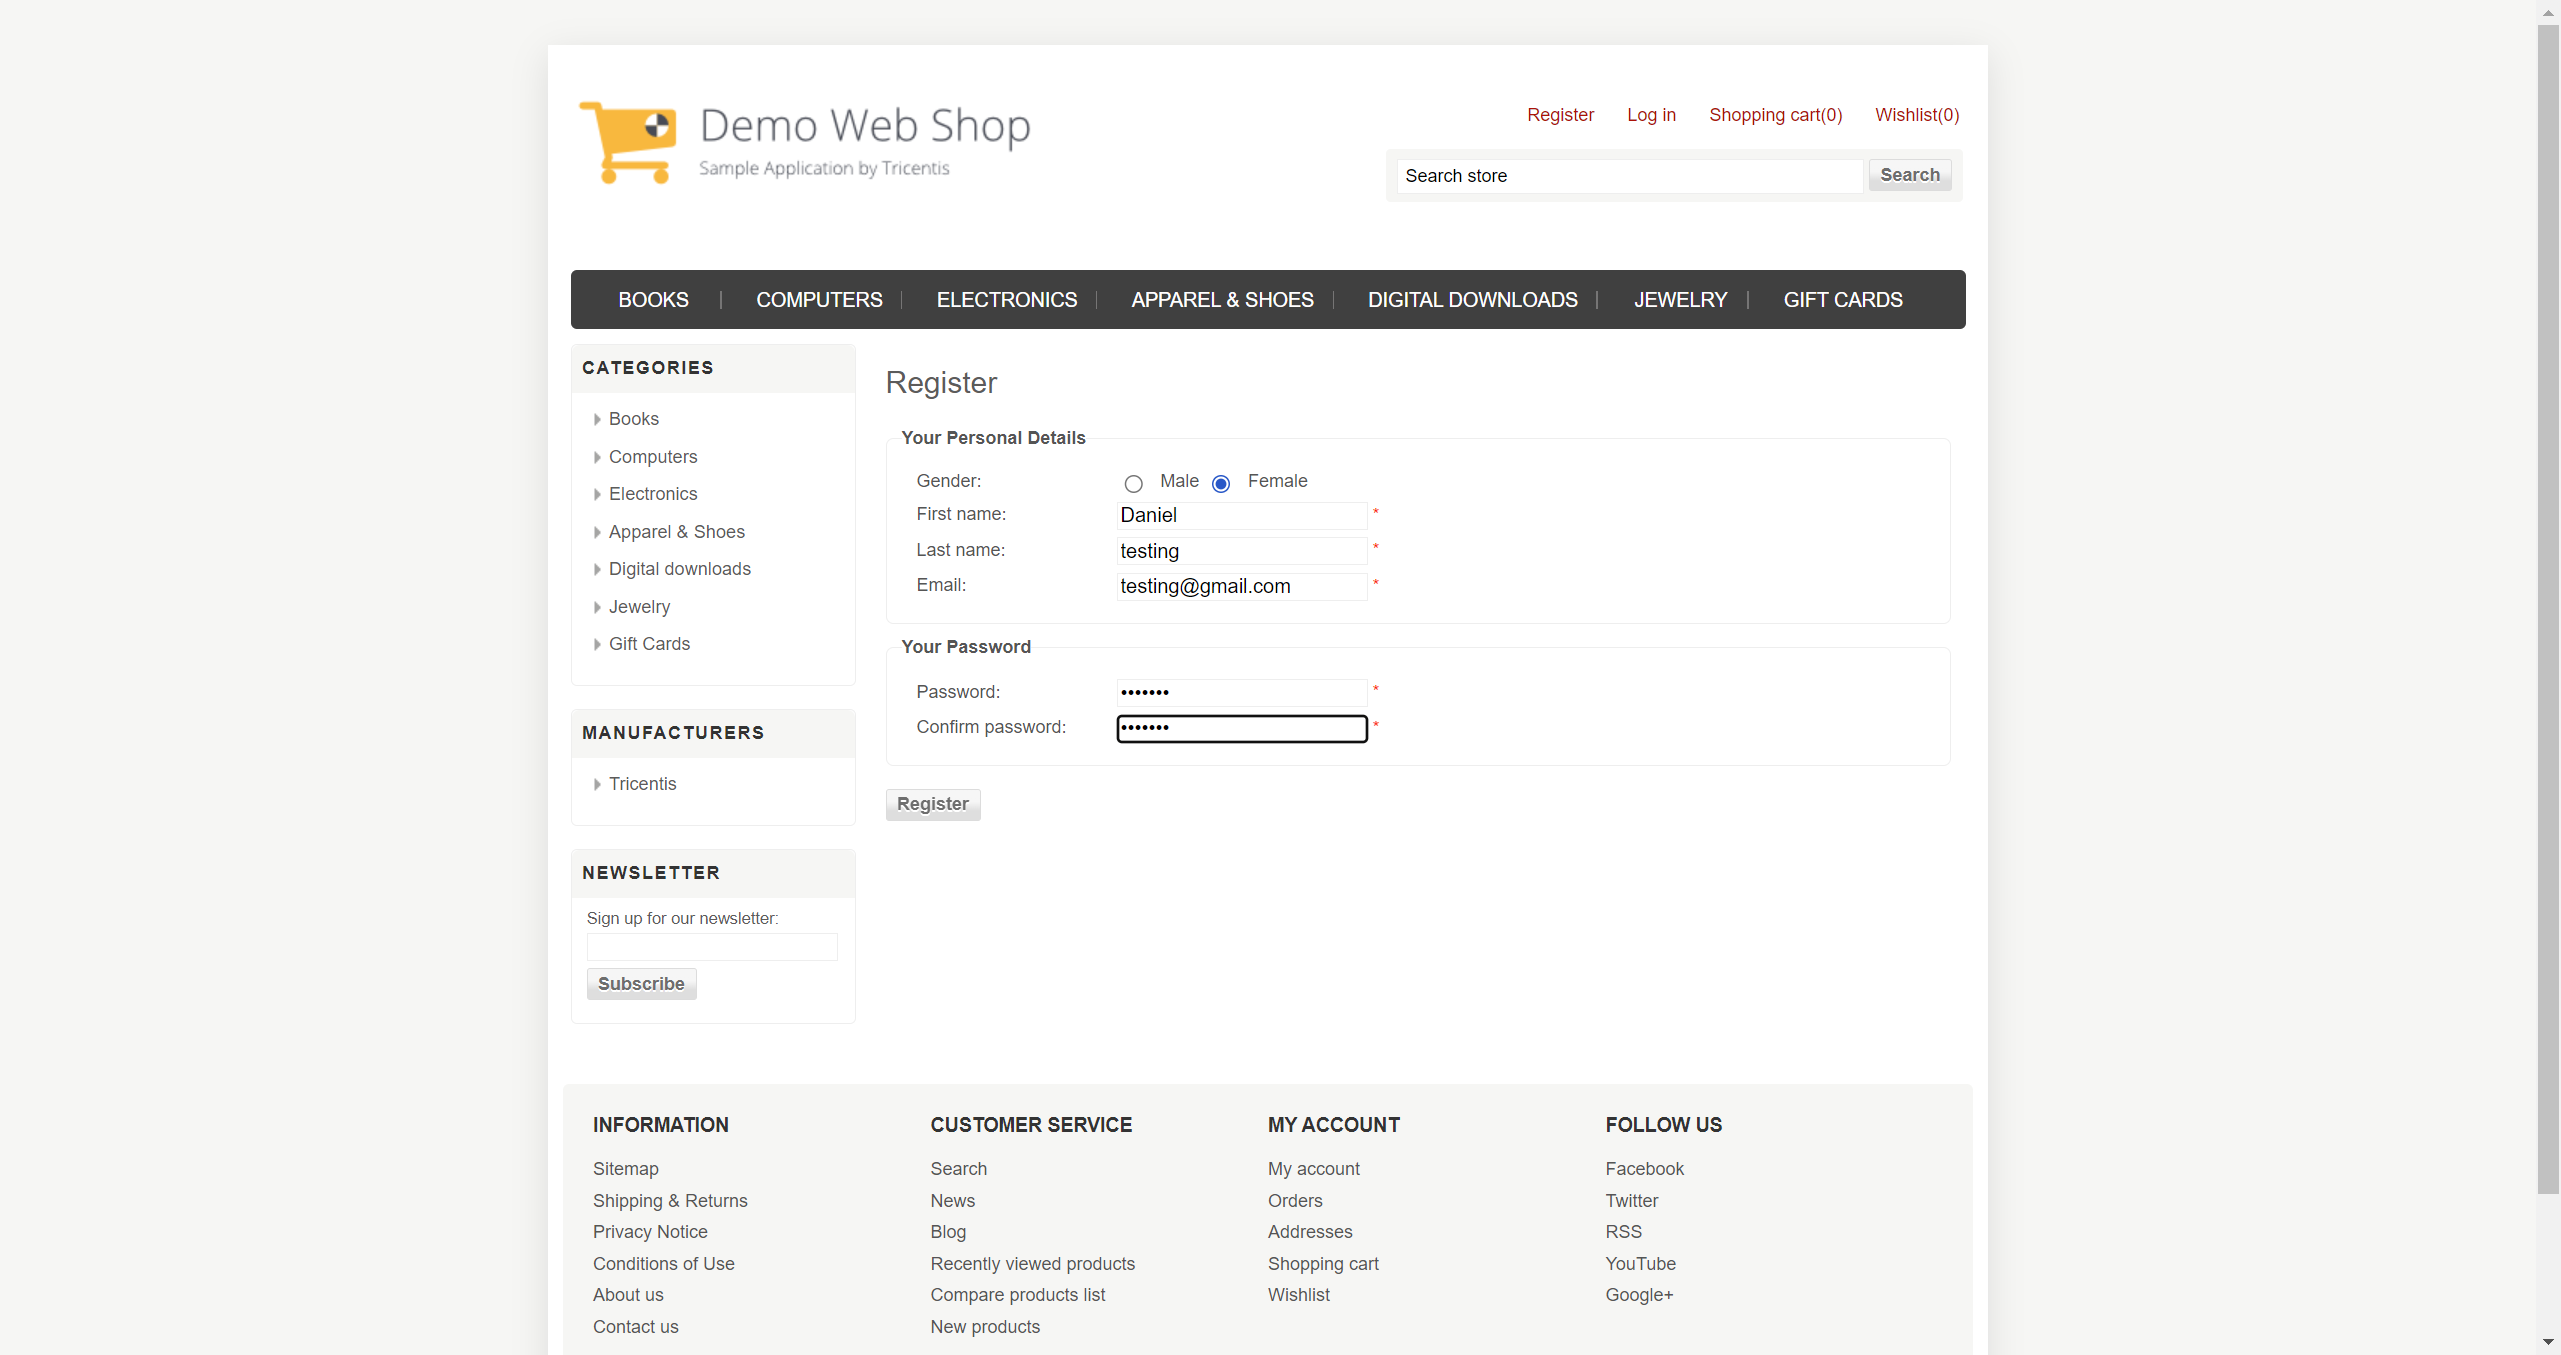 Demo Web Shop
Sample Application by Tricentis
Register Log in Shopping cart(0) Wishlist(0)
Search store Search
BOOKS COMPUTERS ELECTRONICS APPAREL & SHOES DIGITAL DOWNLOADS JEWELRY GIFT CARDS
CATEGORIES
Books
Computers
Electronics
Apparel & Shoes
Digital downloads
Jewelry
Gift Cards
MANUFACTURERS
Tricentis
NEWSLETTER
Sign up for our newsletter:
Subscribe
Register
Your Personal Details
Gender: Male Female
First name: Daniel *
Last name: testing *
Email: testing@gmail.com *
Your Password
Password: ••••••• *
Confirm password: ••••••• *
Register
INFORMATION
Sitemap
Shipping & Returns
Privacy Notice
Conditions of Use
About us
Contact us
CUSTOMER SERVICE
Search
News
Blog
Recently viewed products
Compare products list
New products
MY ACCOUNT
My account
Orders
Addresses
Shopping cart
Wishlist
FOLLOW US
Facebook
Twitter
RSS
YouTube
Google+